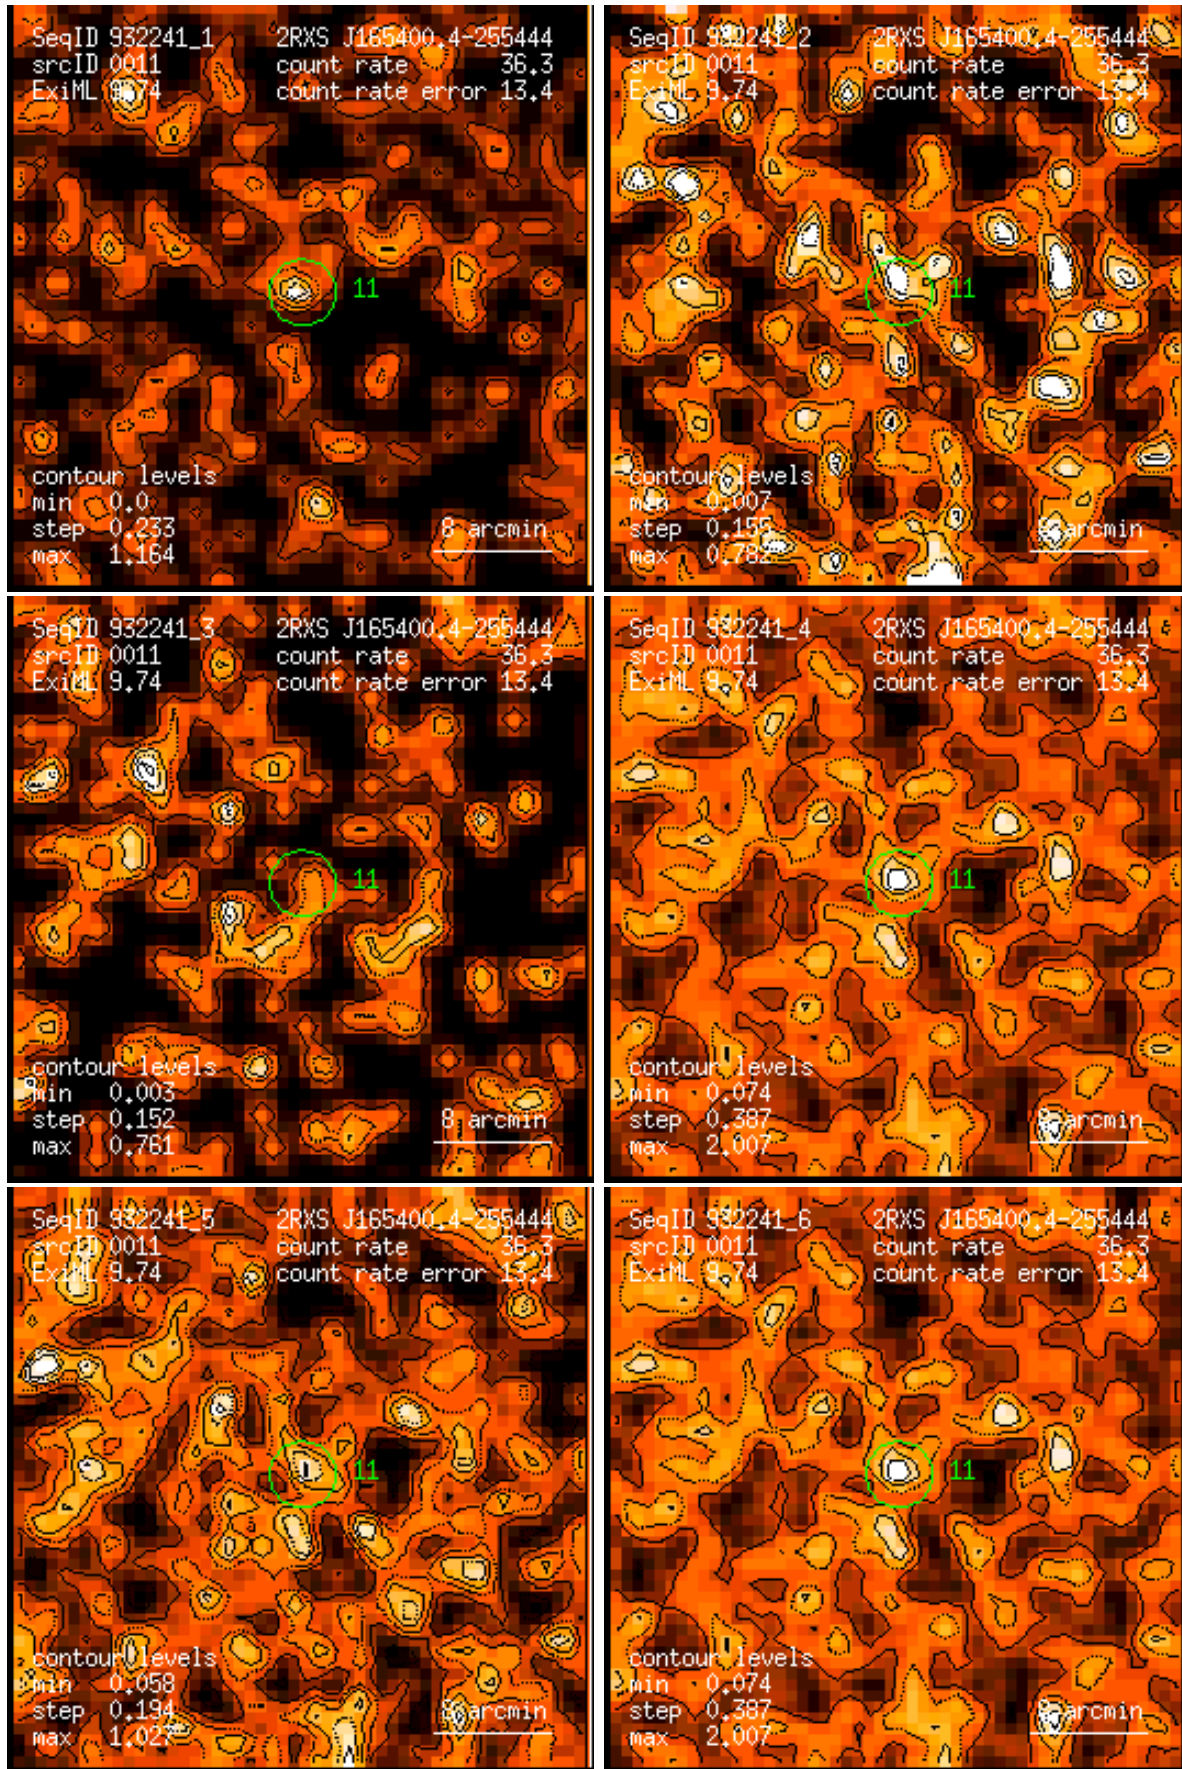 SeqID 932241_1 2RXS J165400.4-255444
srcID 0011 count rate 36.3
ExiML 9.74 count rate error 13.4
11
contour levels
min 0.0
step 0.233 8 arcmin
max 1.164
SeqID 932241_2 2RXS J165400.4-255444
srcID 0011 count rate 36.3
ExiML 9.74 count rate error 13.4
11
contour levels
min 0.007
step 0.155 8 arcmin
max 0.782
SeqID 932241_3 2RXS J165400.4-255444
srcID 0011 count rate 36.3
ExiML 9.74 count rate error 13.4
11
contour levels
min 0.003
step 0.152 8 arcmin
max 0.761
SeqID 932241_4 2RXS J165400.4-255444
srcID 0011 count rate 36.3
ExiML 9.74 count rate error 13.4
11
contour levels
min 0.074
step 0.387 8 arcmin
max 2.007
SeqID 932241_5 2RXS J165400.4-255444
srcID 0011 count rate 36.3
ExiML 9.74 count rate error 13.4
11
contour levels
min 0.058
step 0.194 8 arcmin
max 1.027
SeqID 932241_6 2RXS J165400.4-255444
srcID 0011 count rate 36.3
ExiML 9.74 count rate error 13.4
11
contour levels
min 0.074
step 0.387 8 arcmin
max 2.007